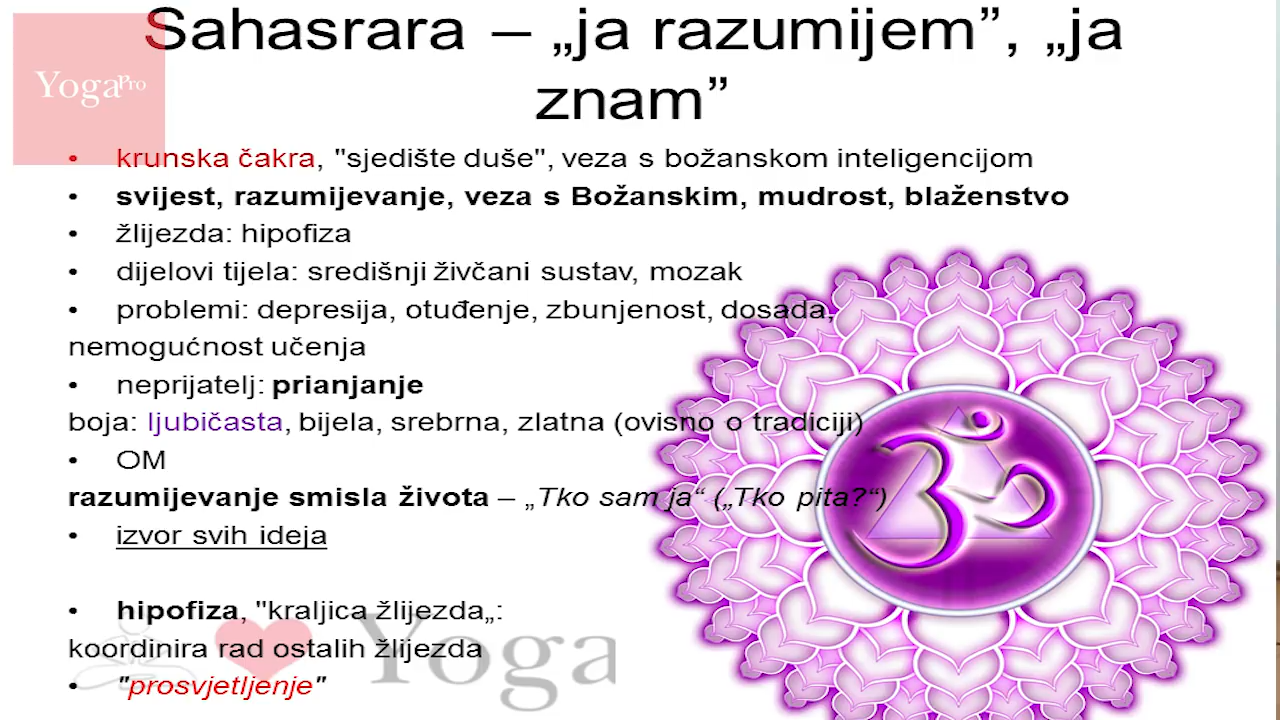 Sahasrara – „ja razumijem”, „ja
znam”
YogaPro
• krunska čakra, "sjedište duše", veza s božanskom inteligencijom
• svijest, razumijevanje, veza s Božanskim, mudrost, blaženstvo
• žlijezda: hipofiza
• dijelovi tijela: središnji živčani sustav, mozak
• problemi: depresija, otuđenje, zbunjenost, dosada,
nemogućnost učenja
• neprijatelj: prianjanje
boja: ljubičasta, bijela, srebrna, zlatna (ovisno o tradiciji)
• OM
razumijevanje smisla života – „Tko sam ja“ („Tko pita?“)
• izvor svih ideja
• hipofiza, "kraljica žlijezda„:
koordinira rad ostalih žlijezda
• "prosvjetljenje"
Yoga
ॐ